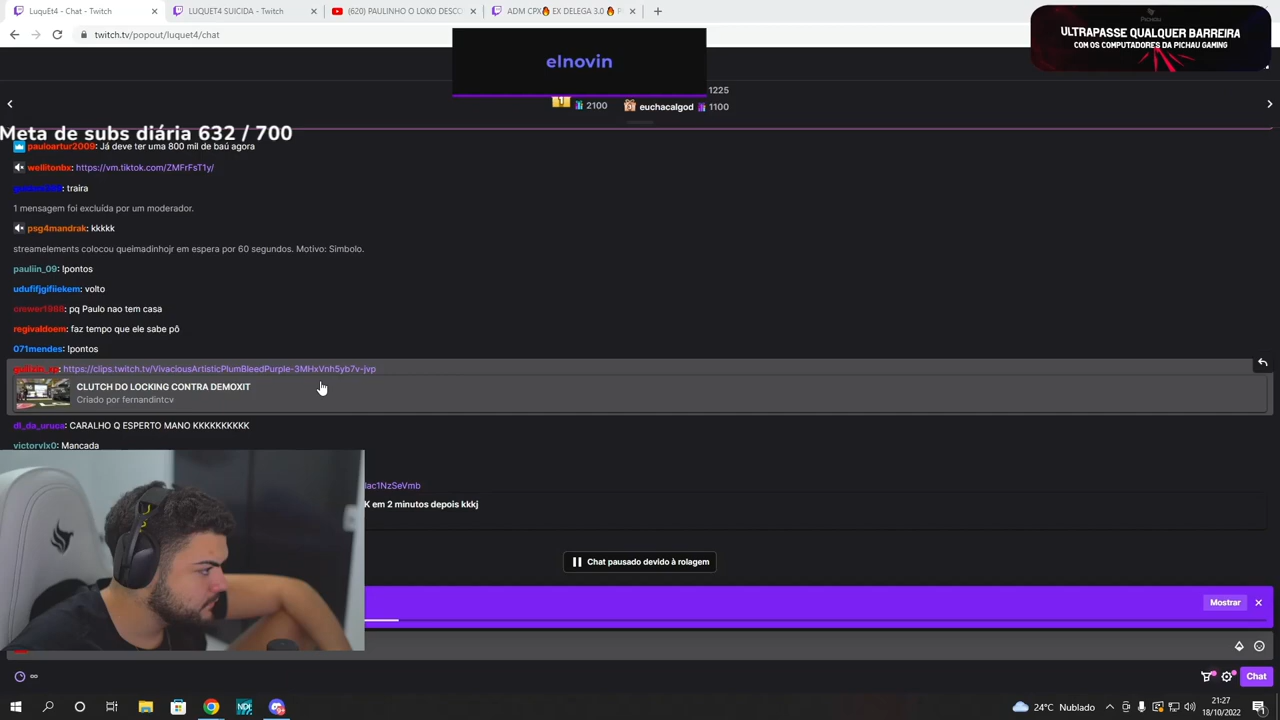 LuquEt4 - Chat - Twitch
LUQUET4 SUICIDA - Twitch
(620) PAULINHO O LOKO DESCO
ADM CPX🔥 EX DELEGA 3.0 🔥
twitch.tv/popout/luquet4/chat
PICHAU
ULTRAPASSE QUALQUER BARREIRA
COM OS COMPUTADORES DA PICHAU GAMING
elnovin
1225
2100
euchacalgod 1100
Meta de subs diária 632 / 700
pauloartur2009: Já deve ter uma 800 mil de baú agora
wellitonbx: https://vm.tiktok.com/ZMFrFsT1y/
traira
1 mensagem foi excluída por um moderador.
psg4mandrak: kkkkk
streamelements colocou queimadinhojr em espera por 60 segundos. Motivo: Simbolo.
pauliin_09: !pontos
udufifjgifiiekem: volto
cmwer1988: pq Paulo nao tem casa
regivaldoem: faz tempo que ele sabe pô
071mendes: !pontos
https://clips.twitch.tv/VivaciousArtisticPlumBleedPurple-3MHxVnh5yb7v-jvp
CLUTCH DO LOCKING CONTRA DEMOXIT
Criado por fernandintcv
dl_da_uruca: CARALHO Q ESPERTO MANO KKKKKKKKKK
victorvlx0: Mancada
lac1NzSeVmb
K em 2 minutos depois kkkj
Chat pausado devido à rolagem
Mostrar
Chat
24°C Nublado
21:27
18/10/2022